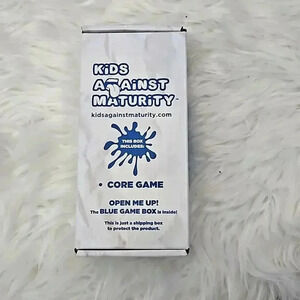 KiDS
AGAiNST
MATURiTY™
kidsagainstmaturity.com
THIS BOX
INCLUDES:
• CORE GAME
OPEN ME UP!
The BLUE GAME BOX is inside!
This is just a shipping box
to protect the product.